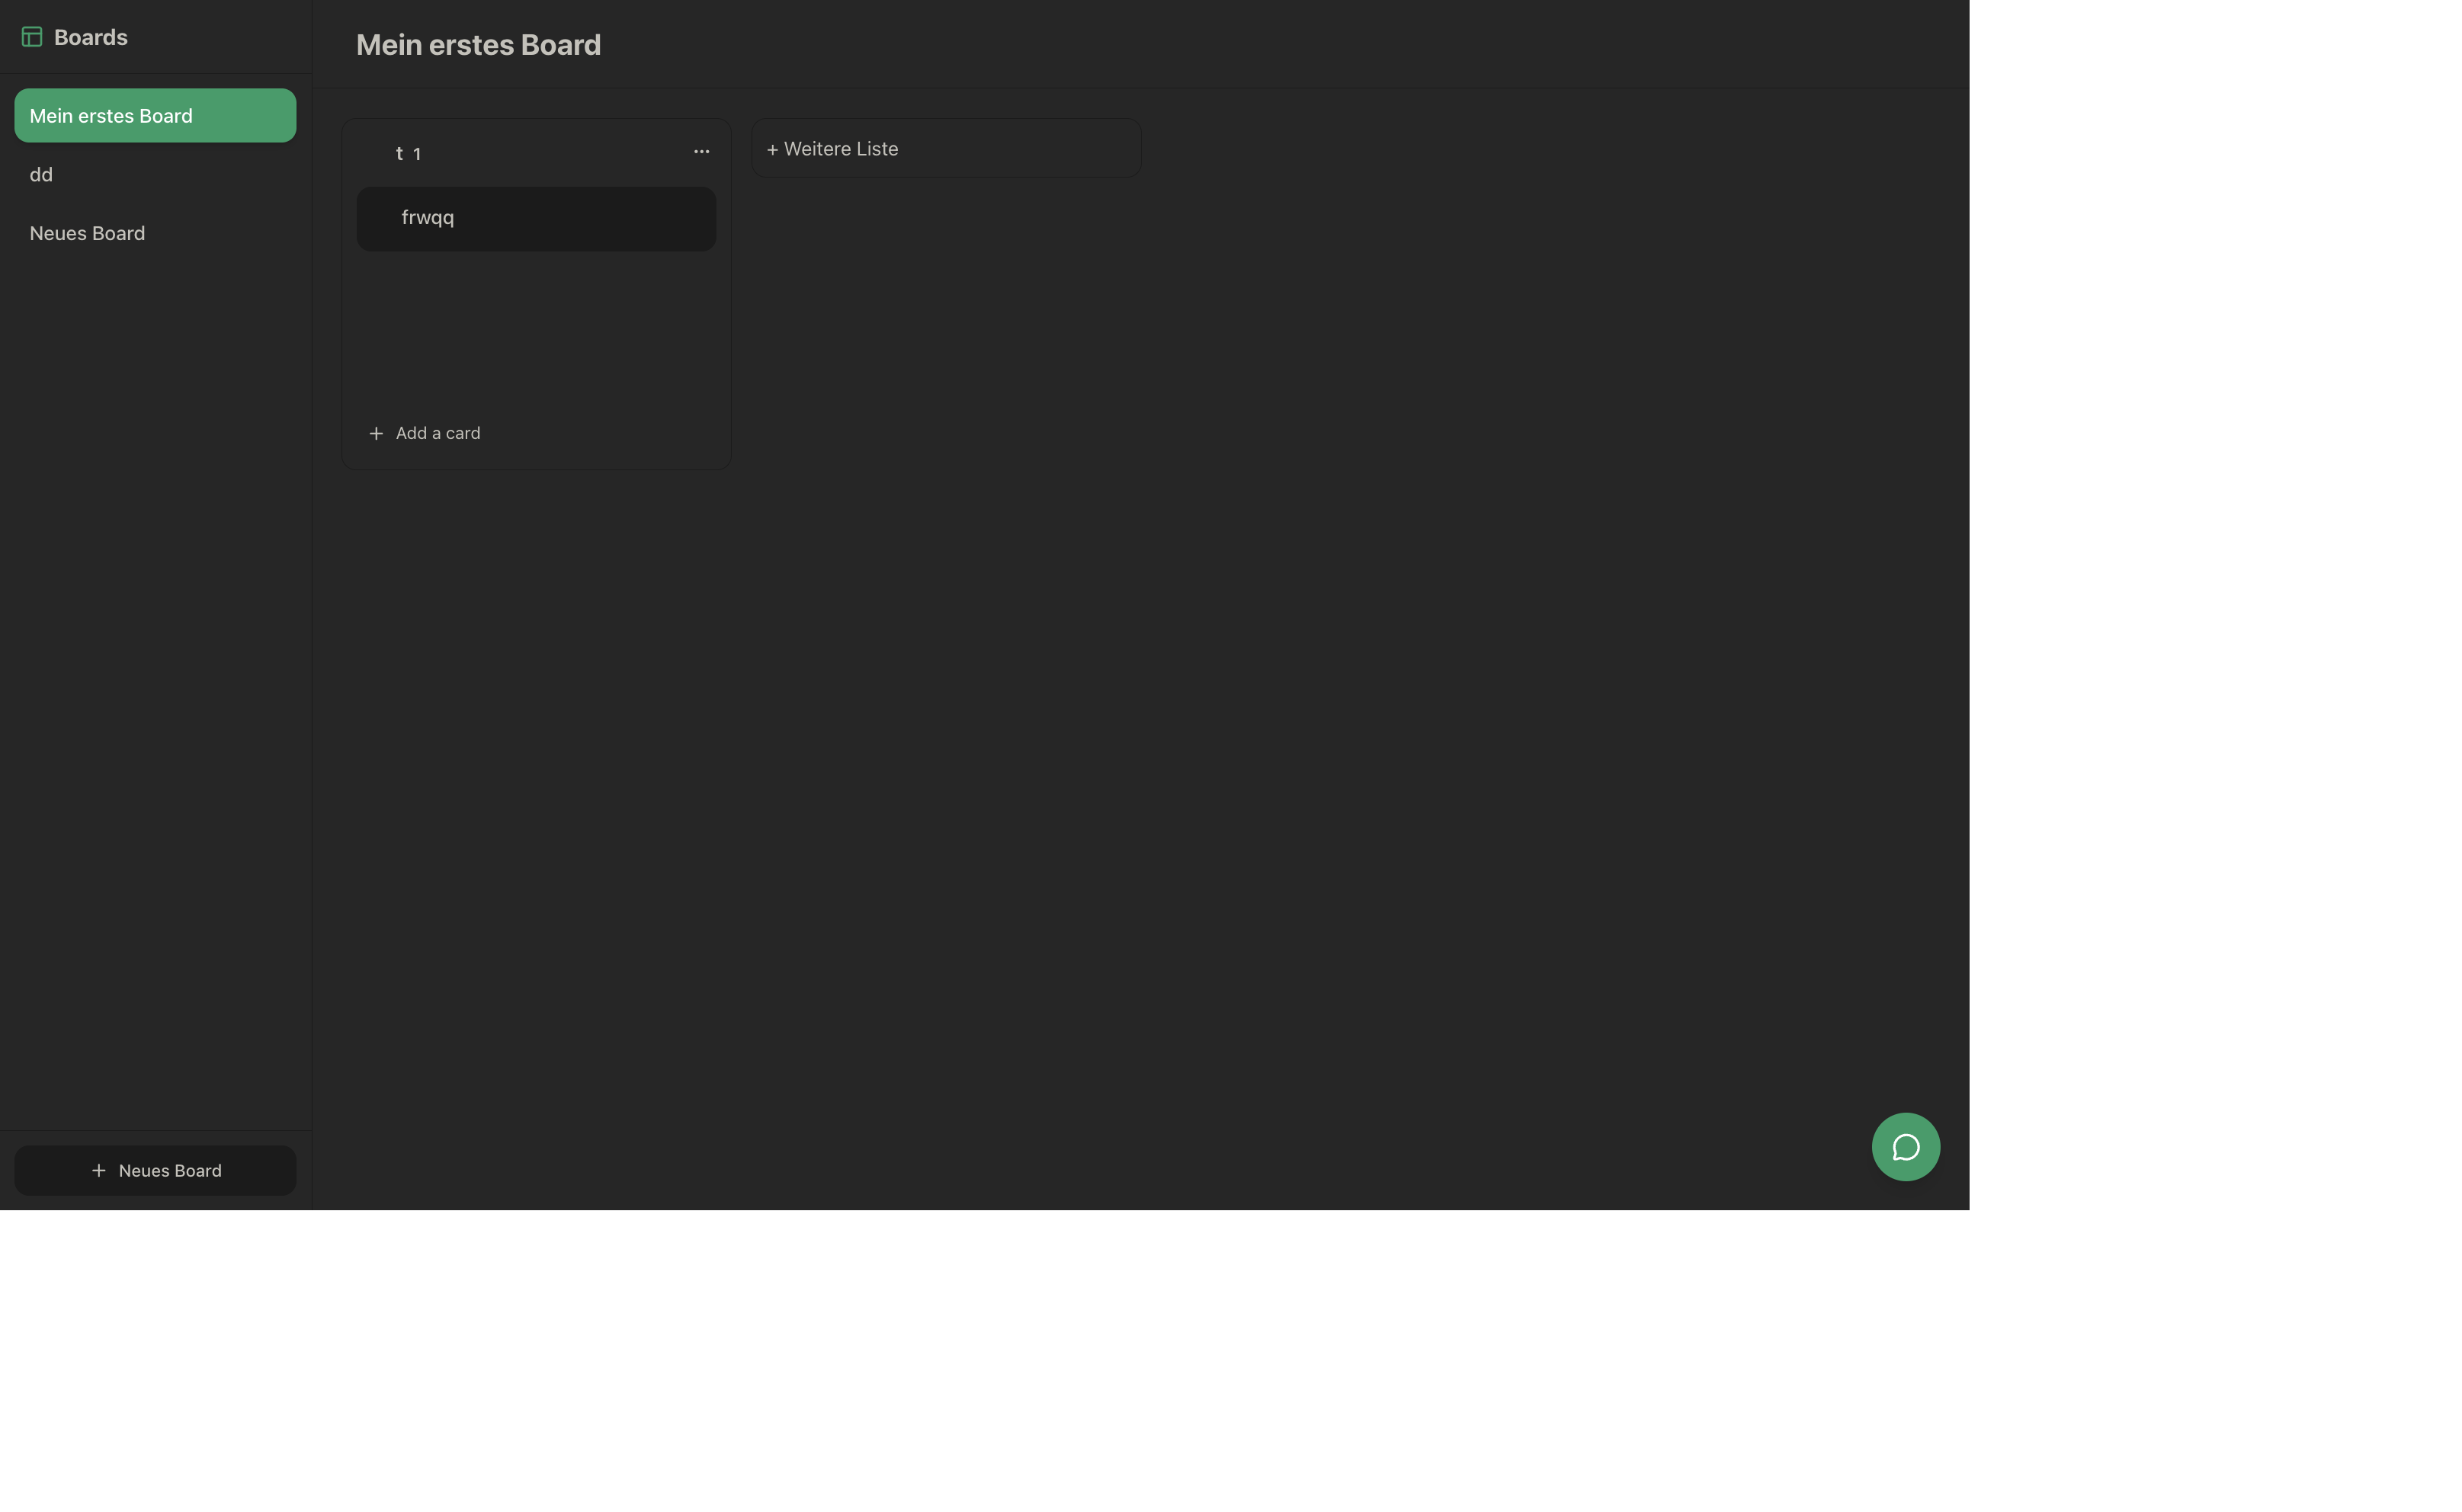 Boards
Mein erstes Board
dd
Neues Board
+ Neues Board
Mein erstes Board
t 1 ···
frwqq
+ Add a card
+ Weitere Liste